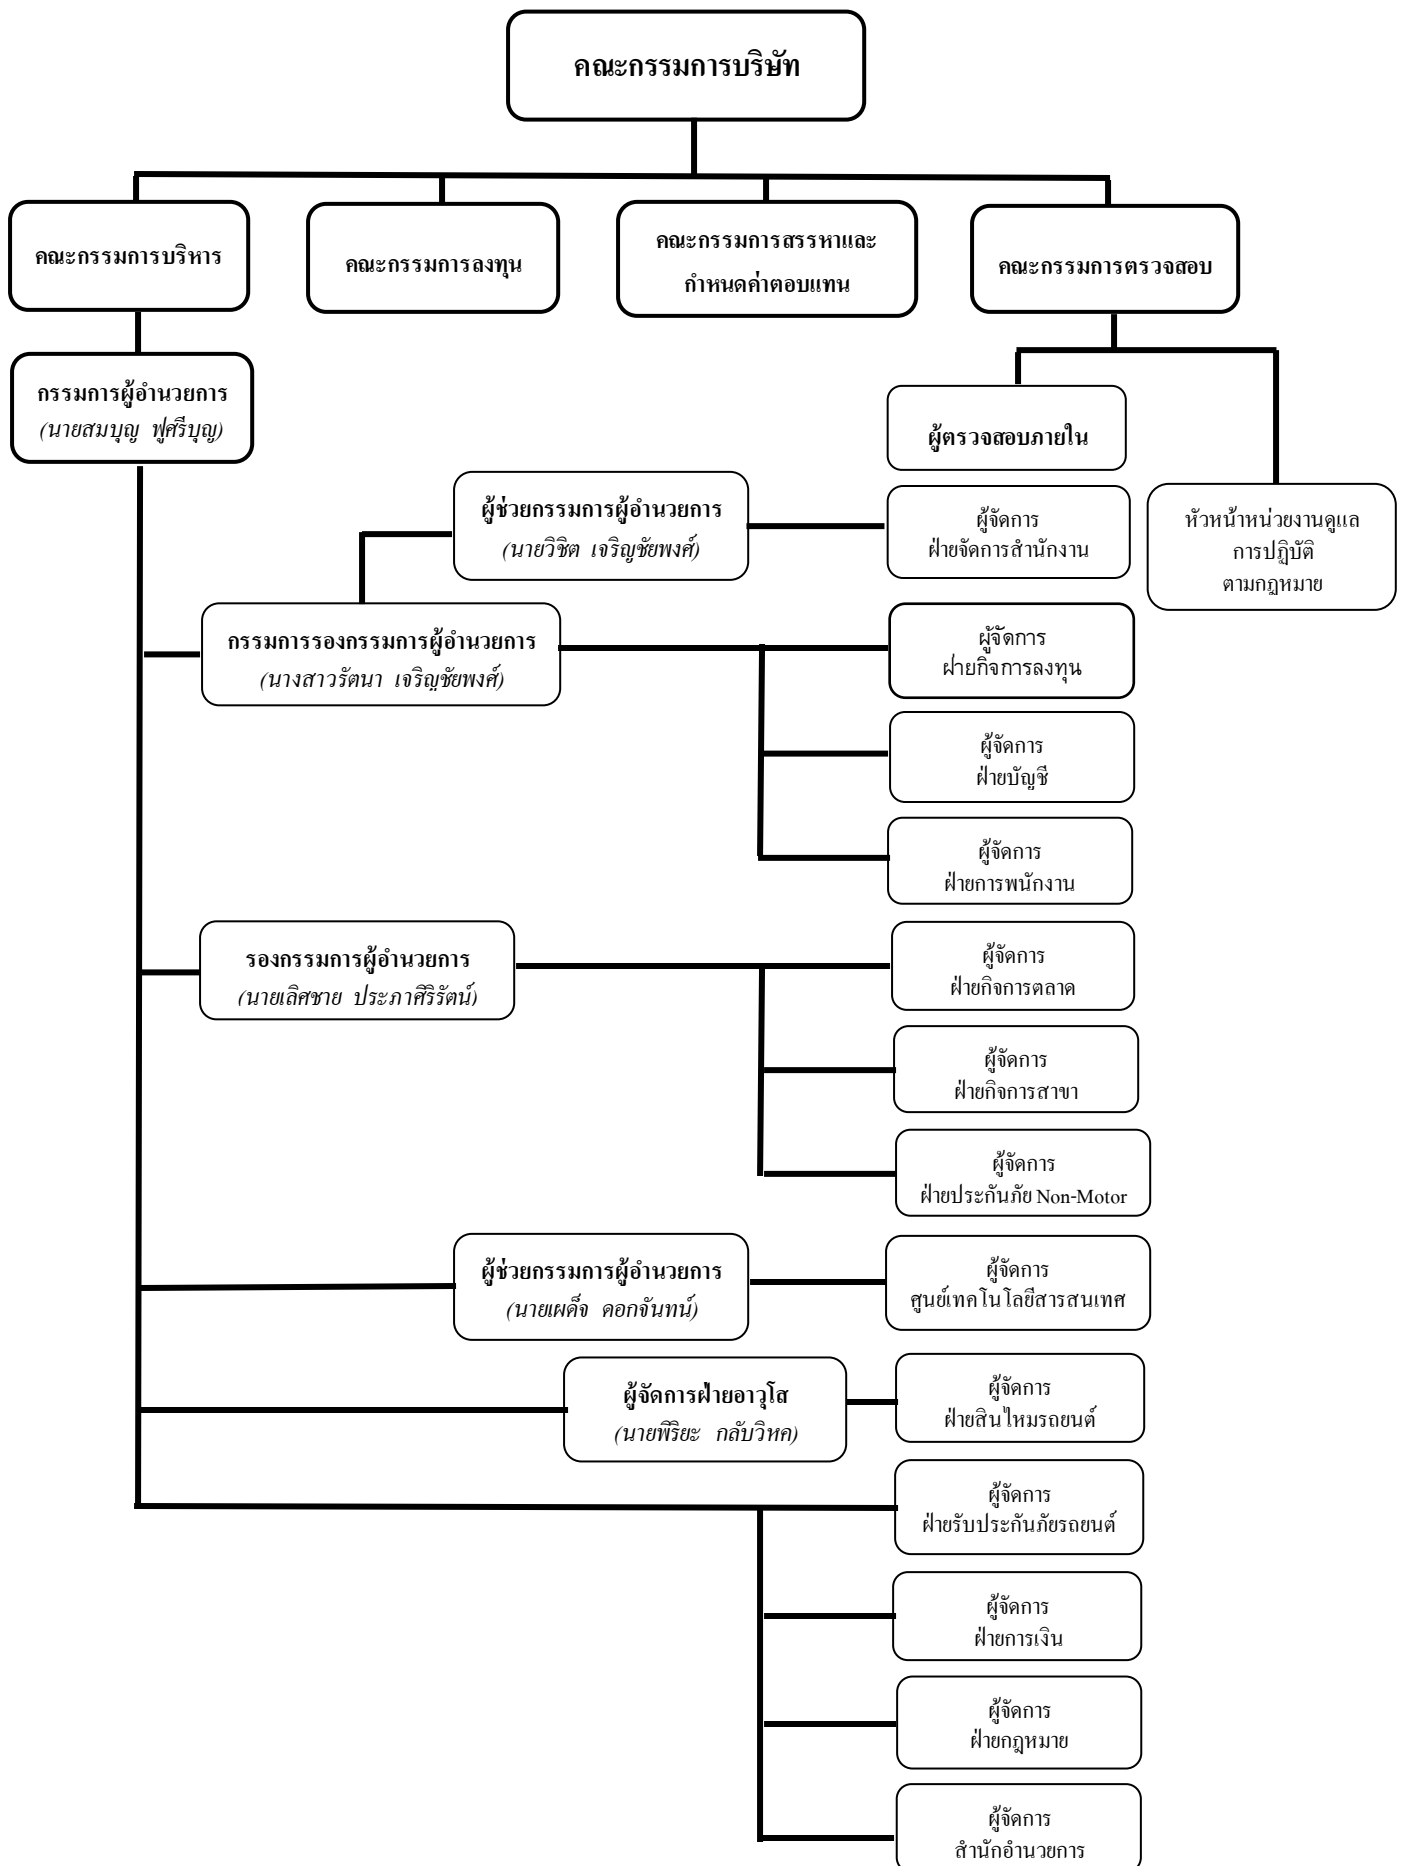 คณะกรรมการบริษัท
คณะกรรมการบริหาร
คณะกรรมการลงทุน
คณะกรรมการสรรหาและ
กำหนดค่าตอบแทน
คณะกรรมการตรวจสอบ
กรรมการผู้อำนวยการ
(นายสมบุญ ฟูศรีบุญ)
ผู้ตรวจสอบภายใน
หัวหน้าหน่วยงานดูแล
การปฏิบัติ
ตามกฎหมาย
ผู้ช่วยกรรมการผู้อำนวยการ
(นายวิชิต เจริญชัยพงศ์)
ผู้จัดการ
ฝ่ายจัดการสำนักงาน
กรรมการรองกรรมการผู้อำนวยการ
(นางสาวรัตนา เจริญชัยพงศ์)
ผู้จัดการ
ฝ่ายกิจการลงทุน
ผู้จัดการ
ฝ่ายบัญชี
ผู้จัดการ
ฝ่ายการพนักงาน
รองกรรมการผู้อำนวยการ
(นายเลิศชาย ประภาศิริรัตน์)
ผู้จัดการ
ฝ่ายกิจการตลาด
ผู้จัดการ
ฝ่ายกิจการสาขา
ผู้จัดการ
ฝ่ายประกันภัย Non-Motor
ผู้ช่วยกรรมการผู้อำนวยการ
(นายเผด็จ ดอกจันทน์)
ผู้จัดการ
ศูนย์เทคโนโลยีสารสนเทศ
ผู้จัดการฝ่ายอาวุโส
(นายพิริยะ กลับวิหค)
ผู้จัดการ
ฝ่ายสินไหมรถยนต์
ผู้จัดการ
ฝ่ายรับประกันภัยรถยนต์
ผู้จัดการ
ฝ่ายการเงิน
ผู้จัดการ
ฝ่ายกฎหมาย
ผู้จัดการ
สำนักอำนวยการ